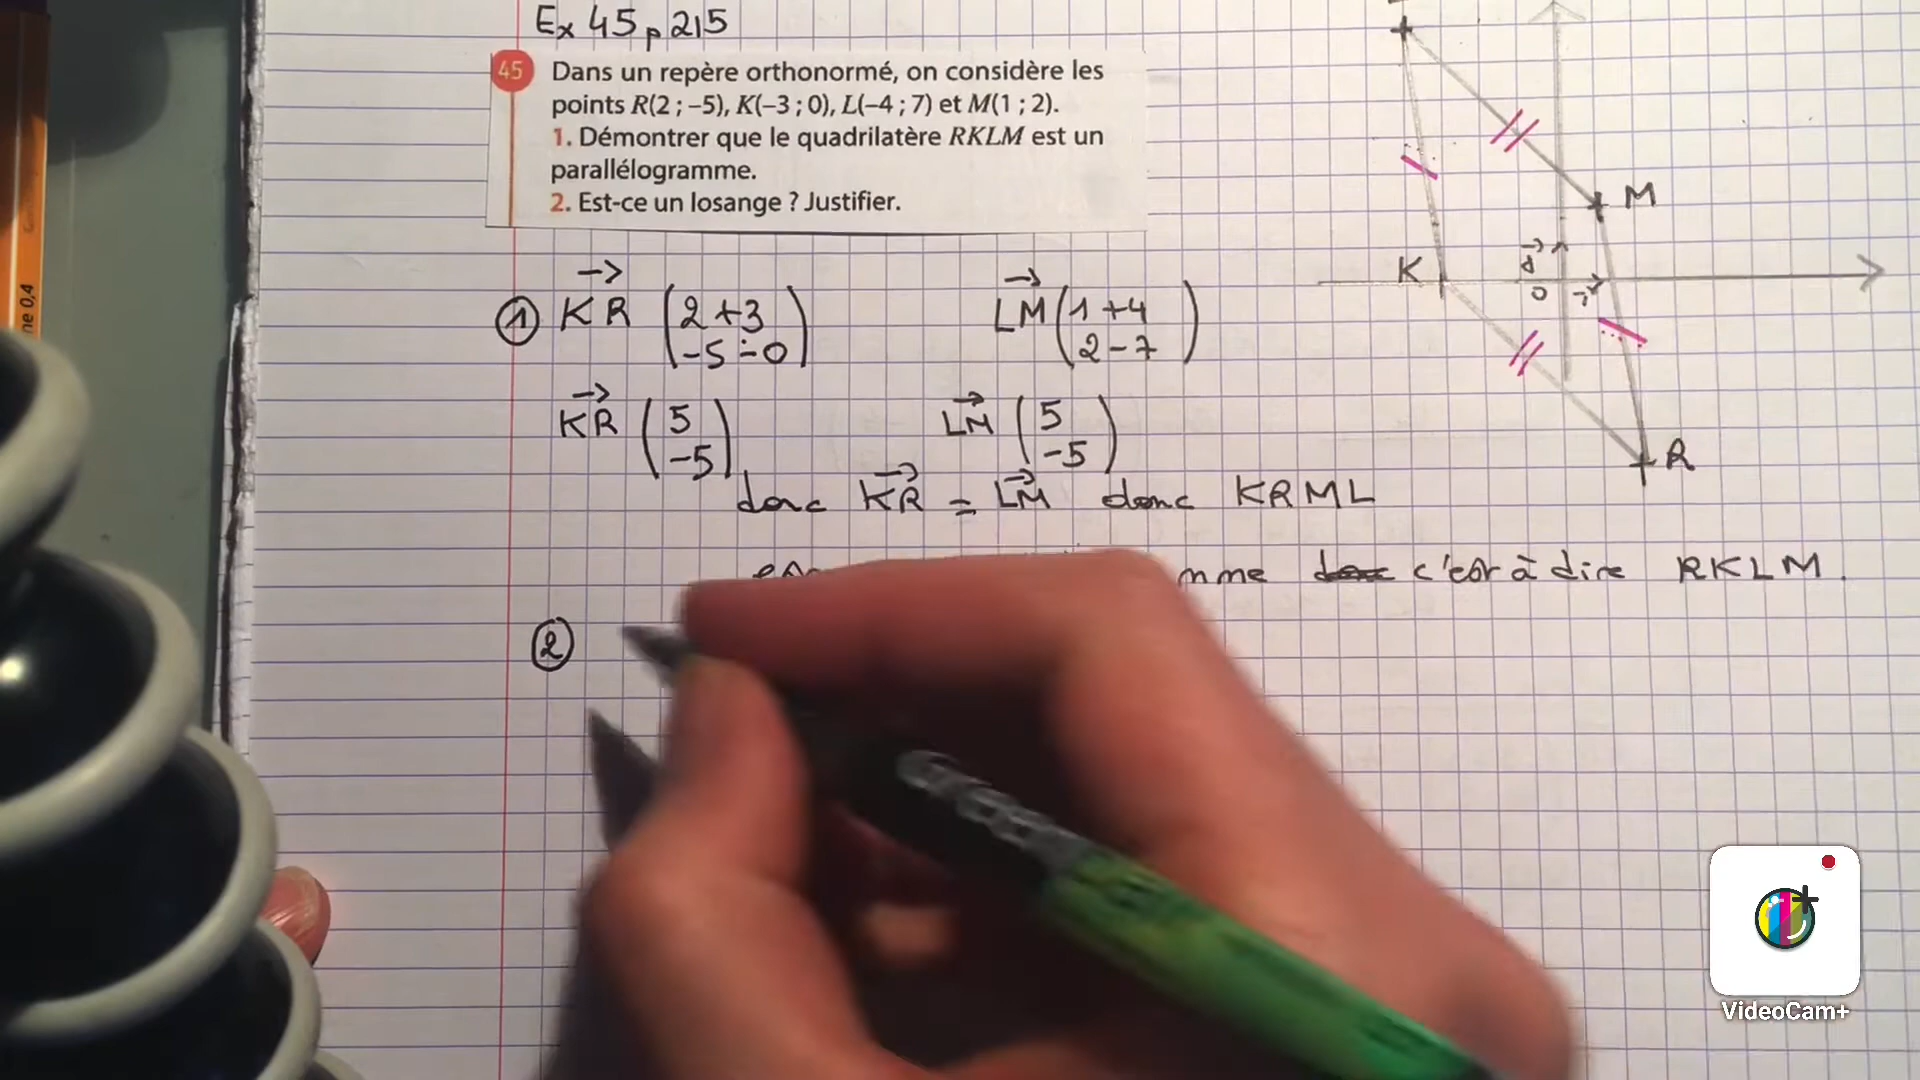 Ex 45 p 215
45 Dans un repère orthonormé, on considère les
points R(2 ; –5), K(–3 ; 0), L(–4 ; 7) et M(1 ; 2).
1. Démontrer que le quadrilatère RKLM est un
parallélogramme.
2. Est-ce un losange ? Justifier.
M
K
O
R
1 KR (2+3 LM (1+4
-5-0) 2-7)
KR (5 LM (5
-5) -5)
donc KR = LM donc KRML
mme donc c'est à dire RKLM.
2
ne 0,4
VideoCam+